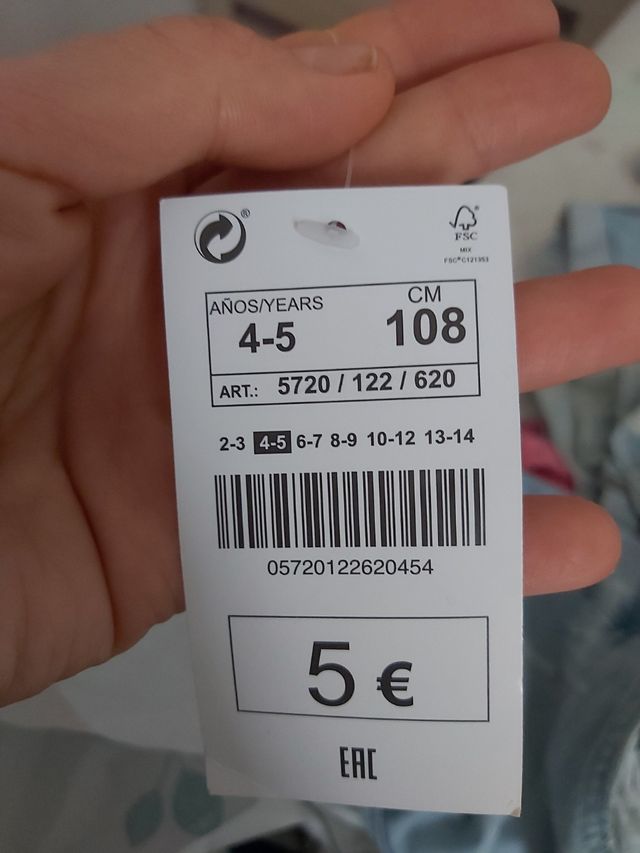 ®
FSC®
MIX
FSC® C121353
AÑOS/YEARS CM
4-5 108
ART.: 5720 / 122 / 620
2-3 4-5 6-7 8-9 10-12 13-14
05720122620454
5 €
EAC